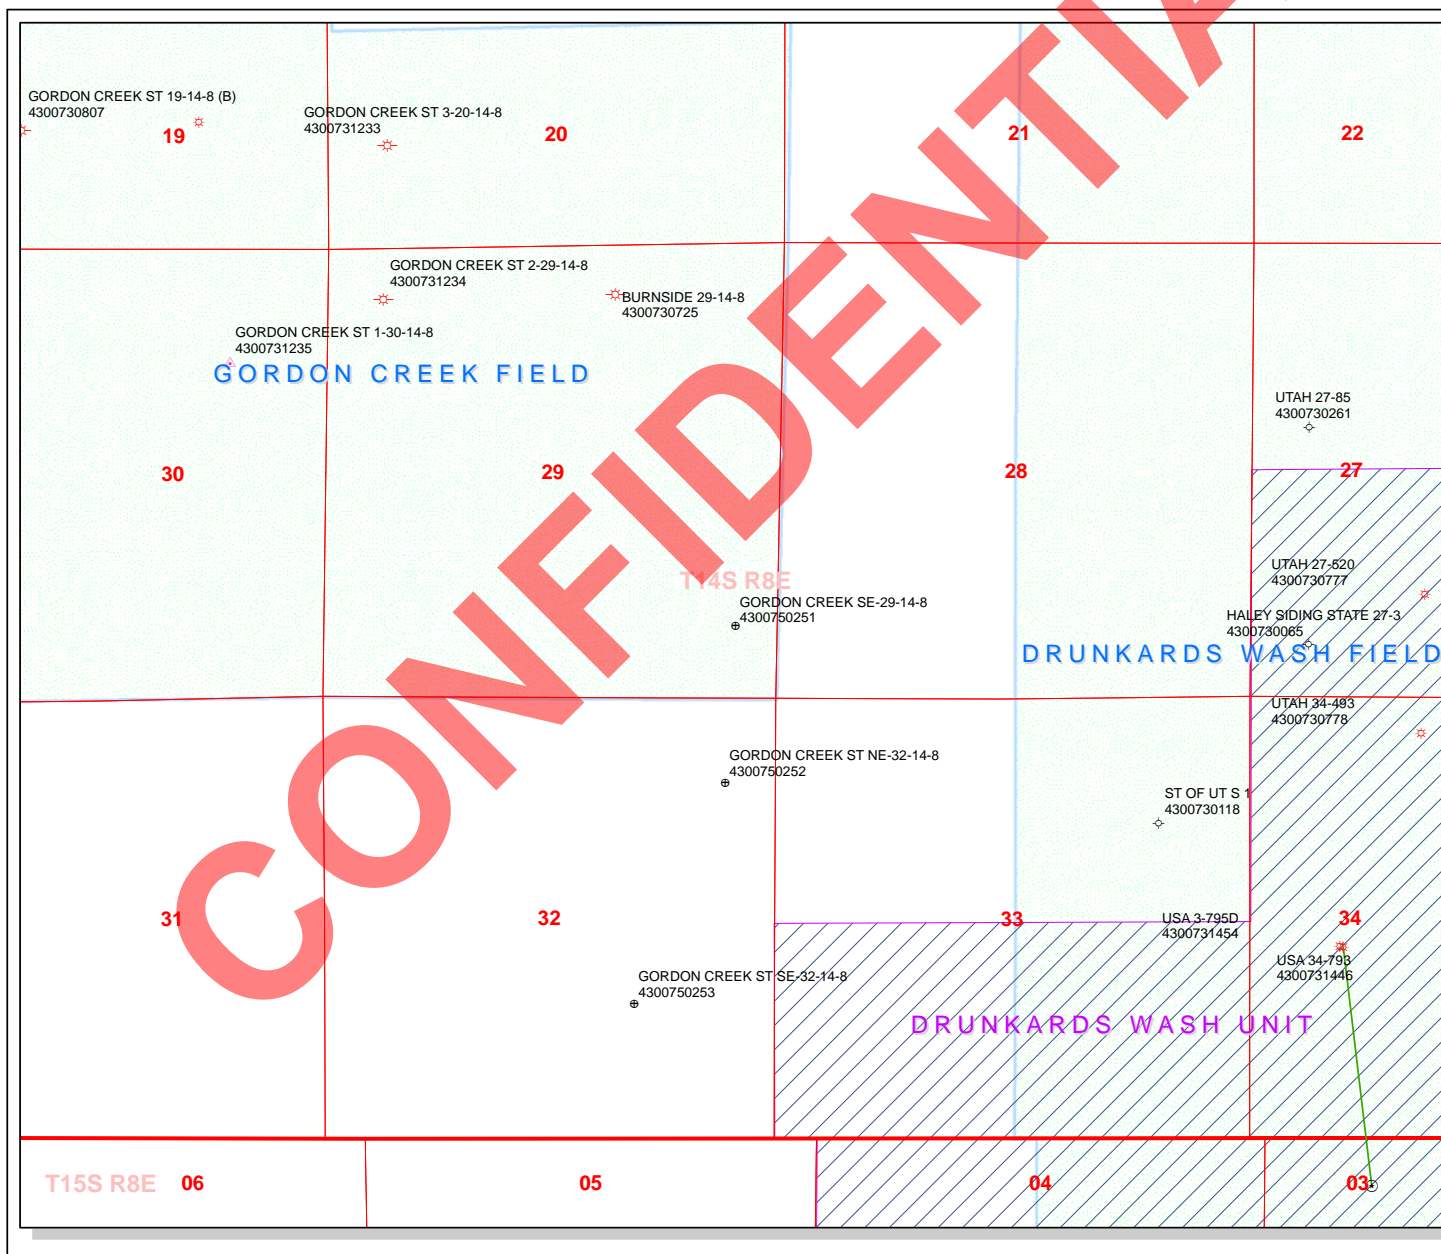 GORDON CREEK ST 19-14-8 (B)
4300730807
GORDON CREEK ST 3-20-14-8
4300731233
19
20
21
22
GORDON CREEK ST 2-29-14-8
4300731234
BURNSIDE 29-14-8
4300730725
GORDON CREEK ST 1-30-14-8
4300731235
GORDON CREEK FIELD
UTAH 27-85
4300730261
30
29
28
27
UTAH 27-520
4300730777
T14S R8E
GORDON CREEK SE-29-14-8
4300750251
HALEY SIDING STATE 27-3
4300730065
DRUNKARDS WASH FIELD
UTAH 34-493
4300730778
GORDON CREEK ST NE-32-14-8
4300750252
ST OF UT S 1
4300730118
31
32
33
34
USA 3-795D
4300731454
USA 34-793
4300731446
GORDON CREEK ST SE-32-14-8
4300750253
DRUNKARDS WASH UNIT
T15S R8E
06
05
04
03
CONFIDENTIA